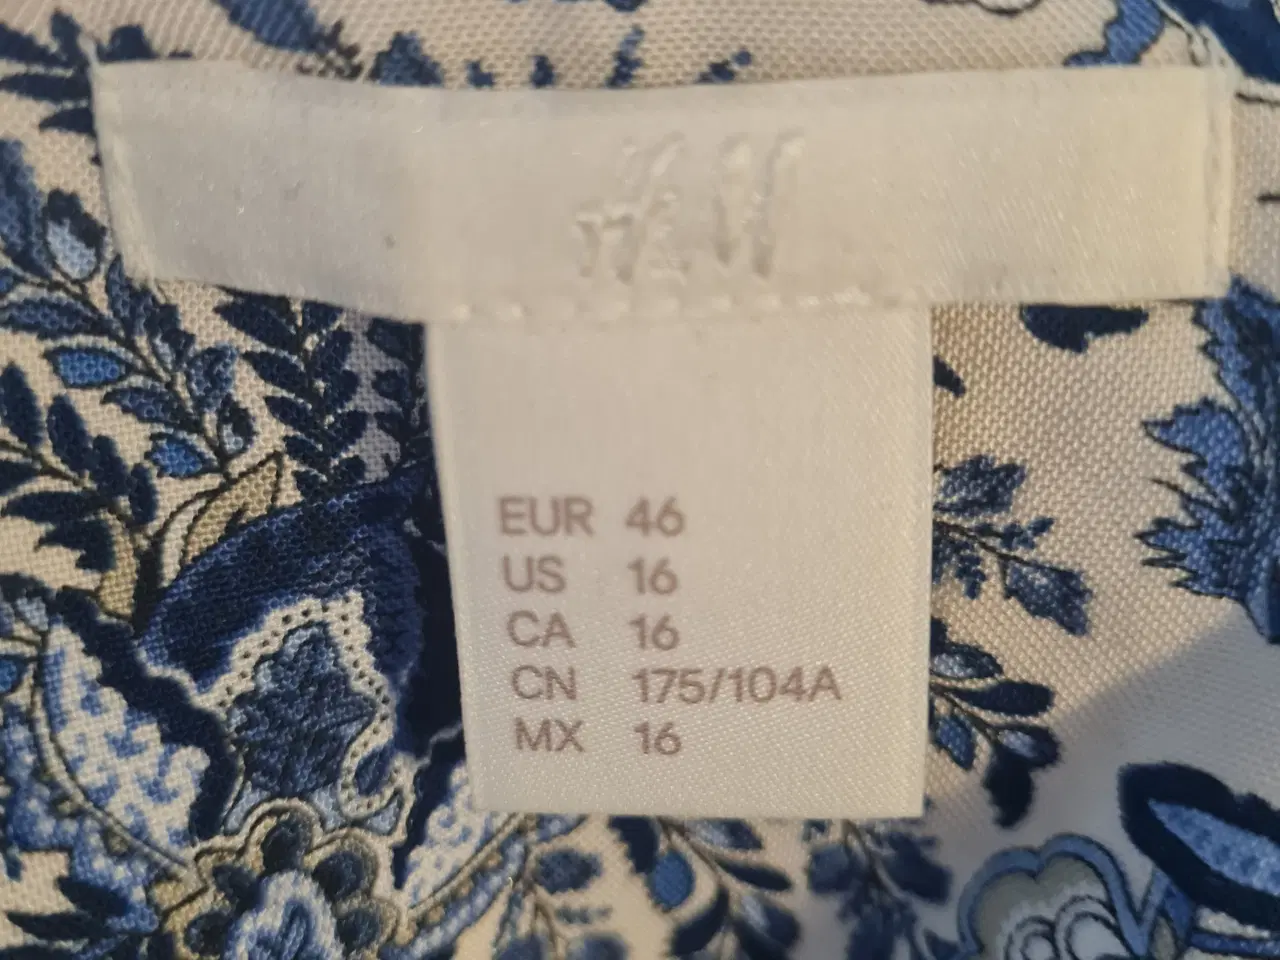 H&M
EUR 46
US 16
CA 16
CN 175/104A
MX 16